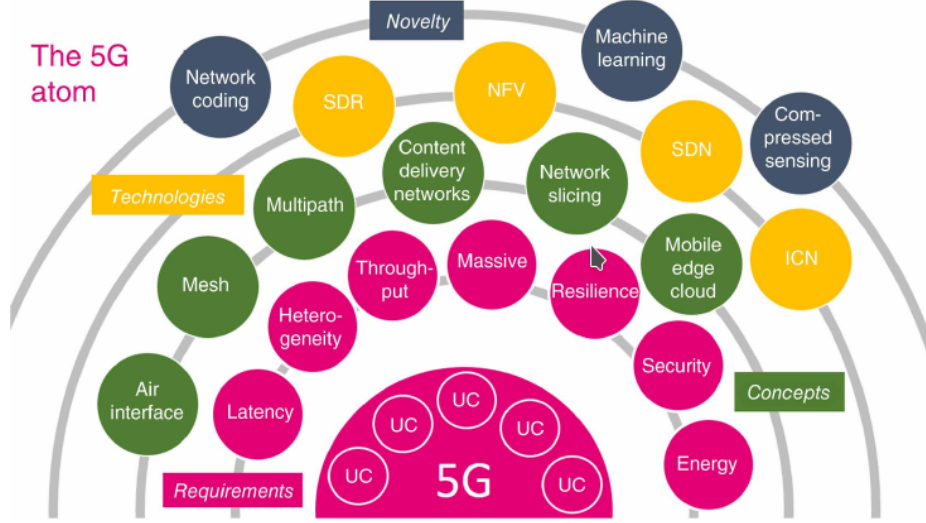 The 5G
atom
Novelty
Network
coding
Machine
learning
Com-
pressed
sensing
Technologies
SDR
NFV
SDN
ICN
Air
interface
Mesh
Multipath
Content
delivery
networks
Network
slicing
Mobile
edge
cloud
Concepts
Requirements
Latency
Hetero-
geneity
Through-
put
Massive
Resilience
Security
Energy
UC
UC
UC
UC
UC
5G